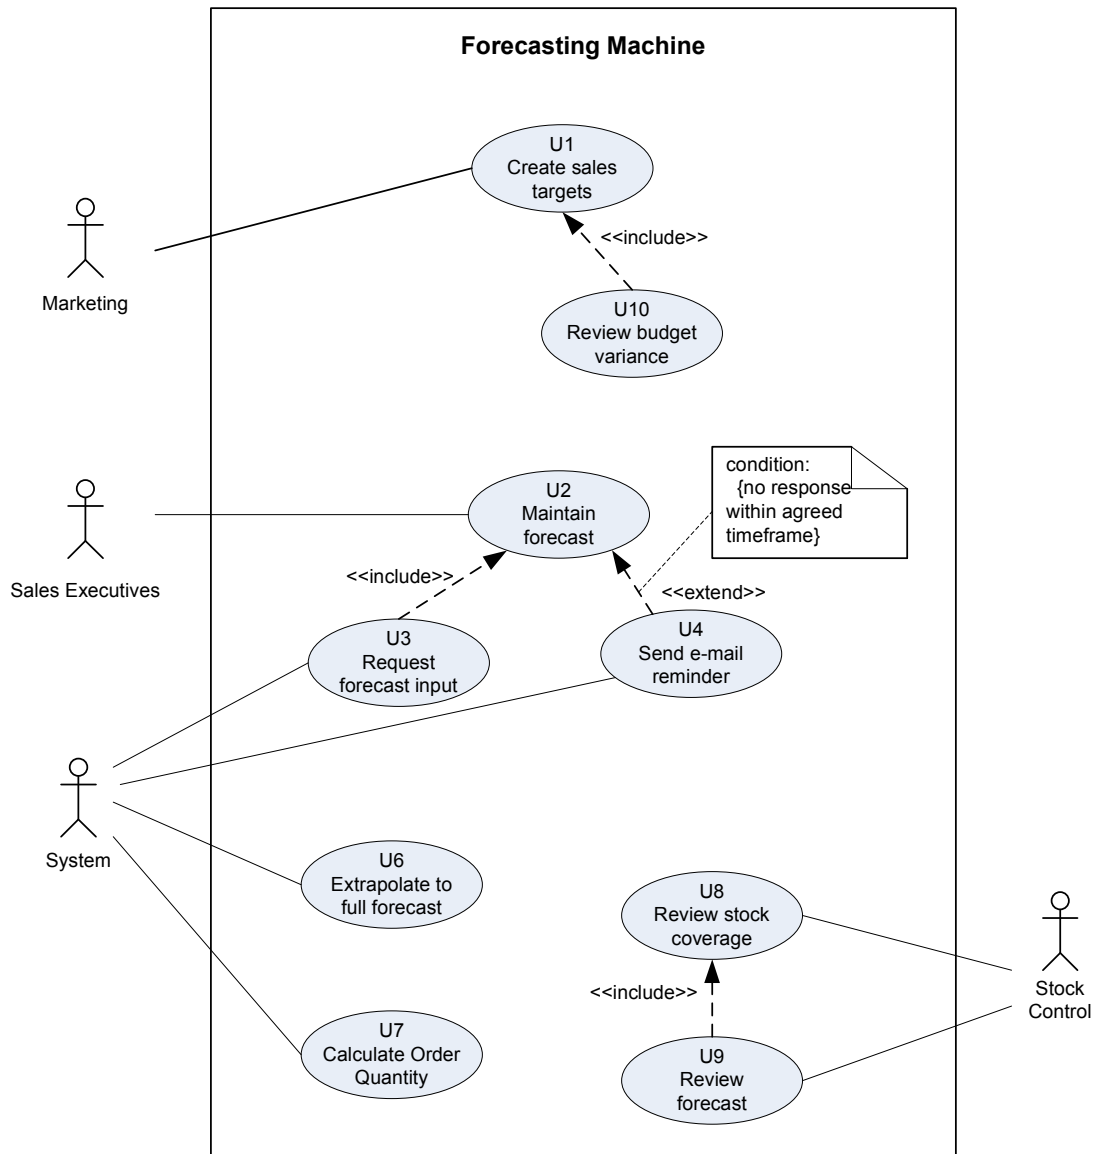 Forecasting Machine
U1
Create sales
targets
<<include>>
Marketing
U10
Review budget
variance
condition:
{no response
within agreed
timeframe}
U2
Maintain
forecast
Sales Executives
<<include>>
<<extend>>
U3
Request
forecast input
U4
Send e-mail
reminder
System
U6
Extrapolate to
full forecast
U8
Review stock
coverage
<<include>>
Stock
Control
U7
Calculate Order
Quantity
U9
Review
forecast